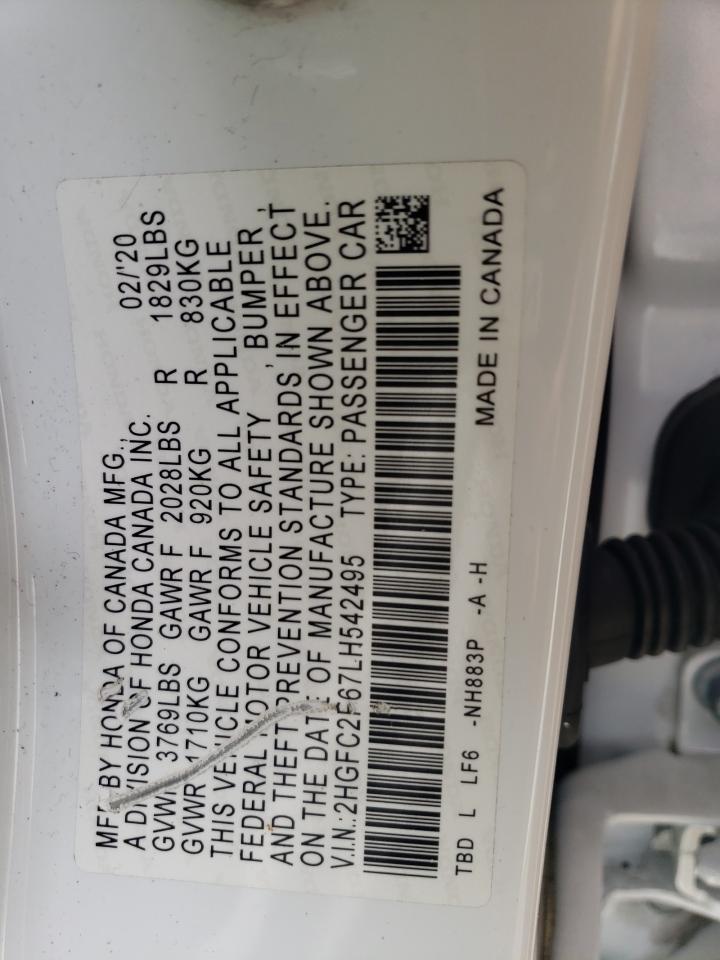 MFD BY HONDA OF CANADA MFG., 02/'20
A DIVISION OF HONDA CANADA INC.
GVWR 3769LBS GAWR F 2028LBS R 1829LBS
GVWR 1710KG GAWR F 920KG R 830KG
THIS VEHICLE CONFORMS TO ALL APPLICABLE
FEDERAL MOTOR VEHICLE SAFETY , BUMPER ,
AND THEFT PREVENTION STANDARDS IN EFFECT
ON THE DATE OF MANUFACTURE SHOWN ABOVE.
V.I.N.:2HGFC2F67LH542495 TYPE: PASSENGER CAR
TBD L LF6 -NH883P -A -H MADE IN CANADA